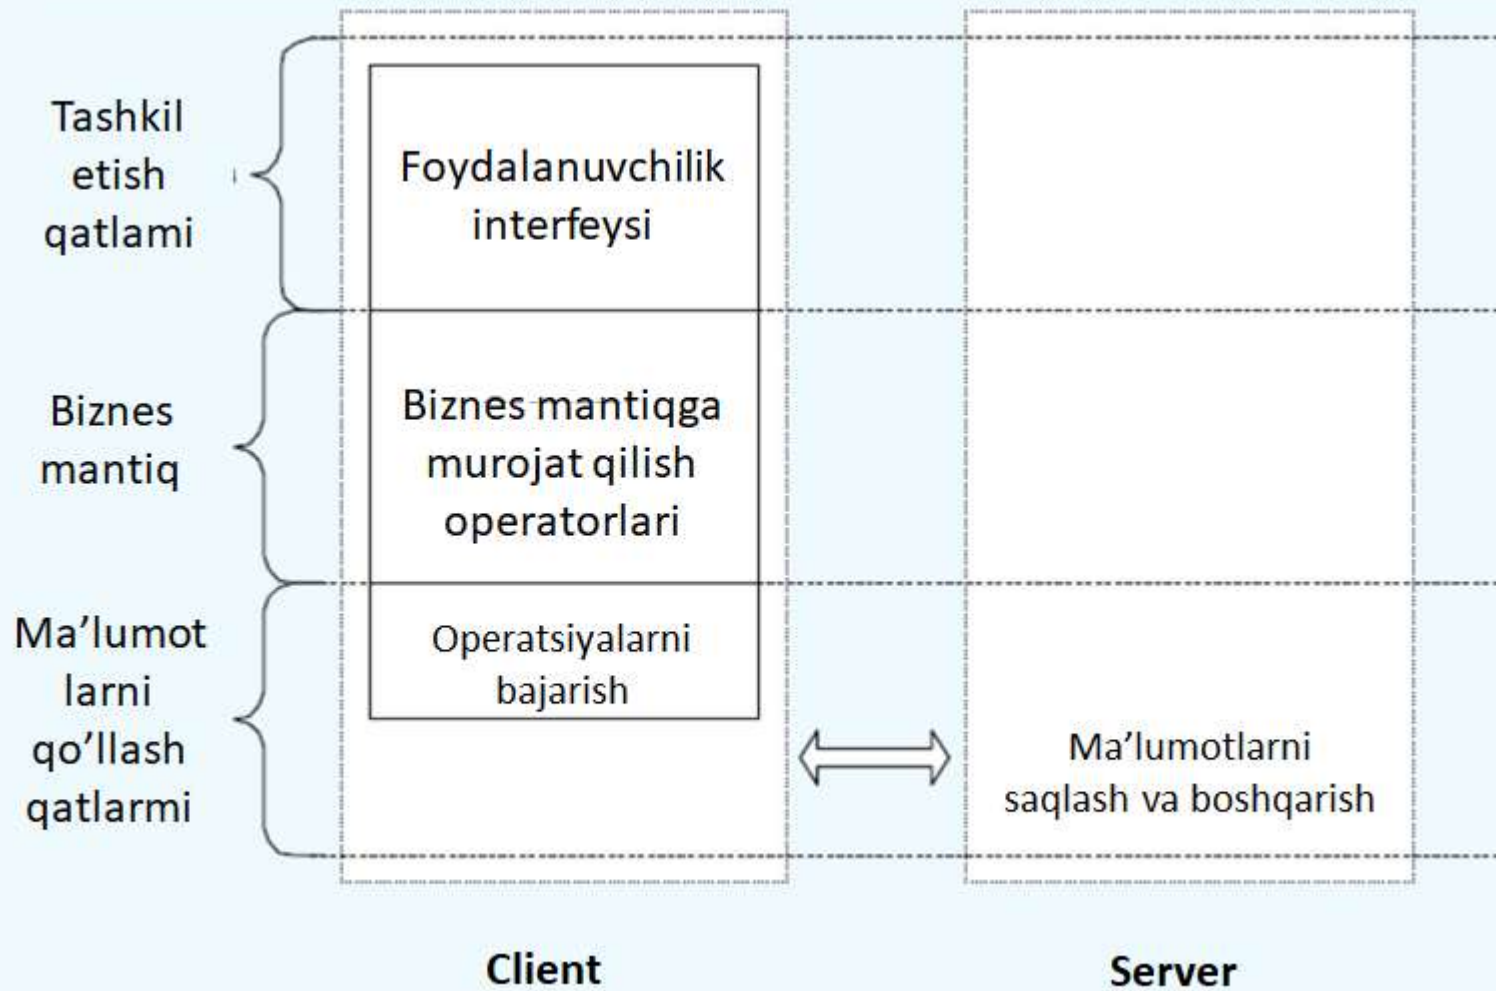 Tashkil
etish
qatlami
Foydalanuvchilik
interfeysi
Biznes
mantiq
Biznes mantiqga
murojat qilish
operatorlari
Ma’lumot
larni
qo’llash
qatlarmi
Operatsiyalarni
bajarish
Ma’lumotlarni
saqlash va boshqarish
Client
Server